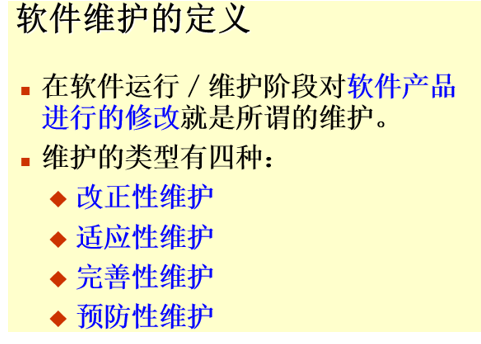 软件维护的定义
在软件运行／维护阶段对软件产品
进行的修改就是所谓的维护。
维护的类型有四种：
改正性维护
适应性维护
完善性维护
预防性维护